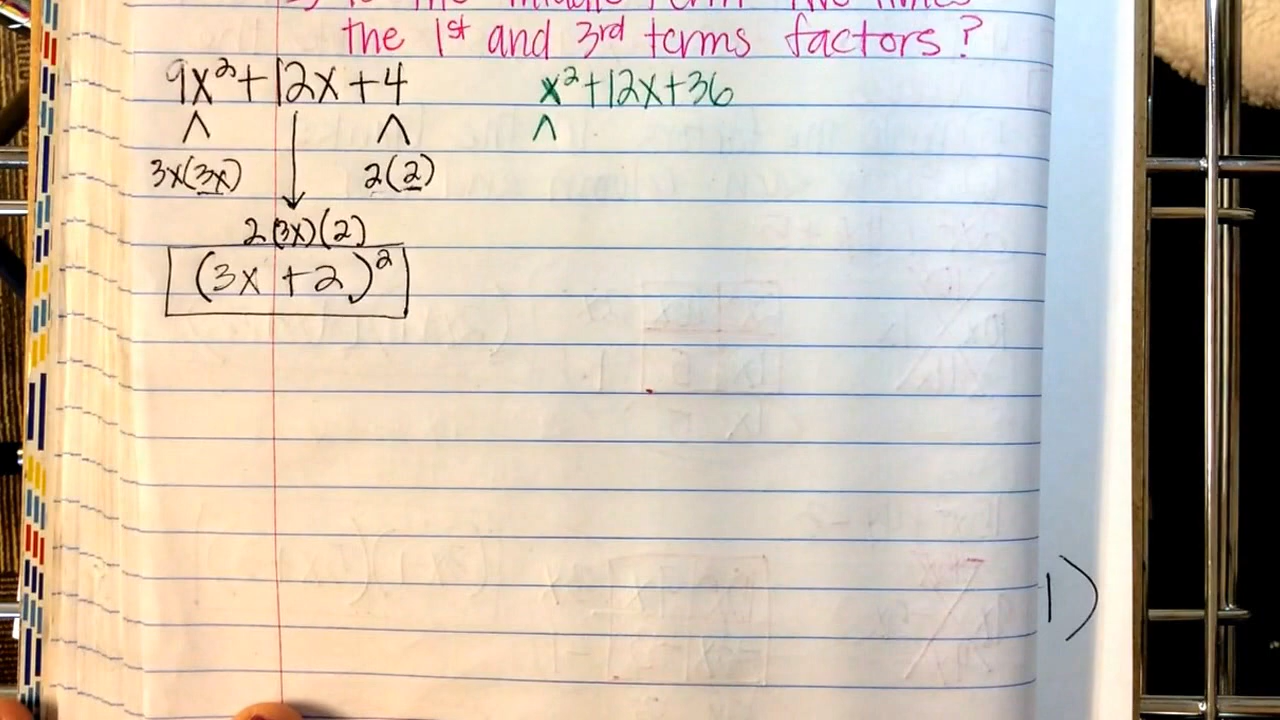 the 1st and 3rd terms factors?
9x²+12x+4
3x(3x) 2(2)
2(3x)(2)
(3x+2)²
x²+12x+36
1)